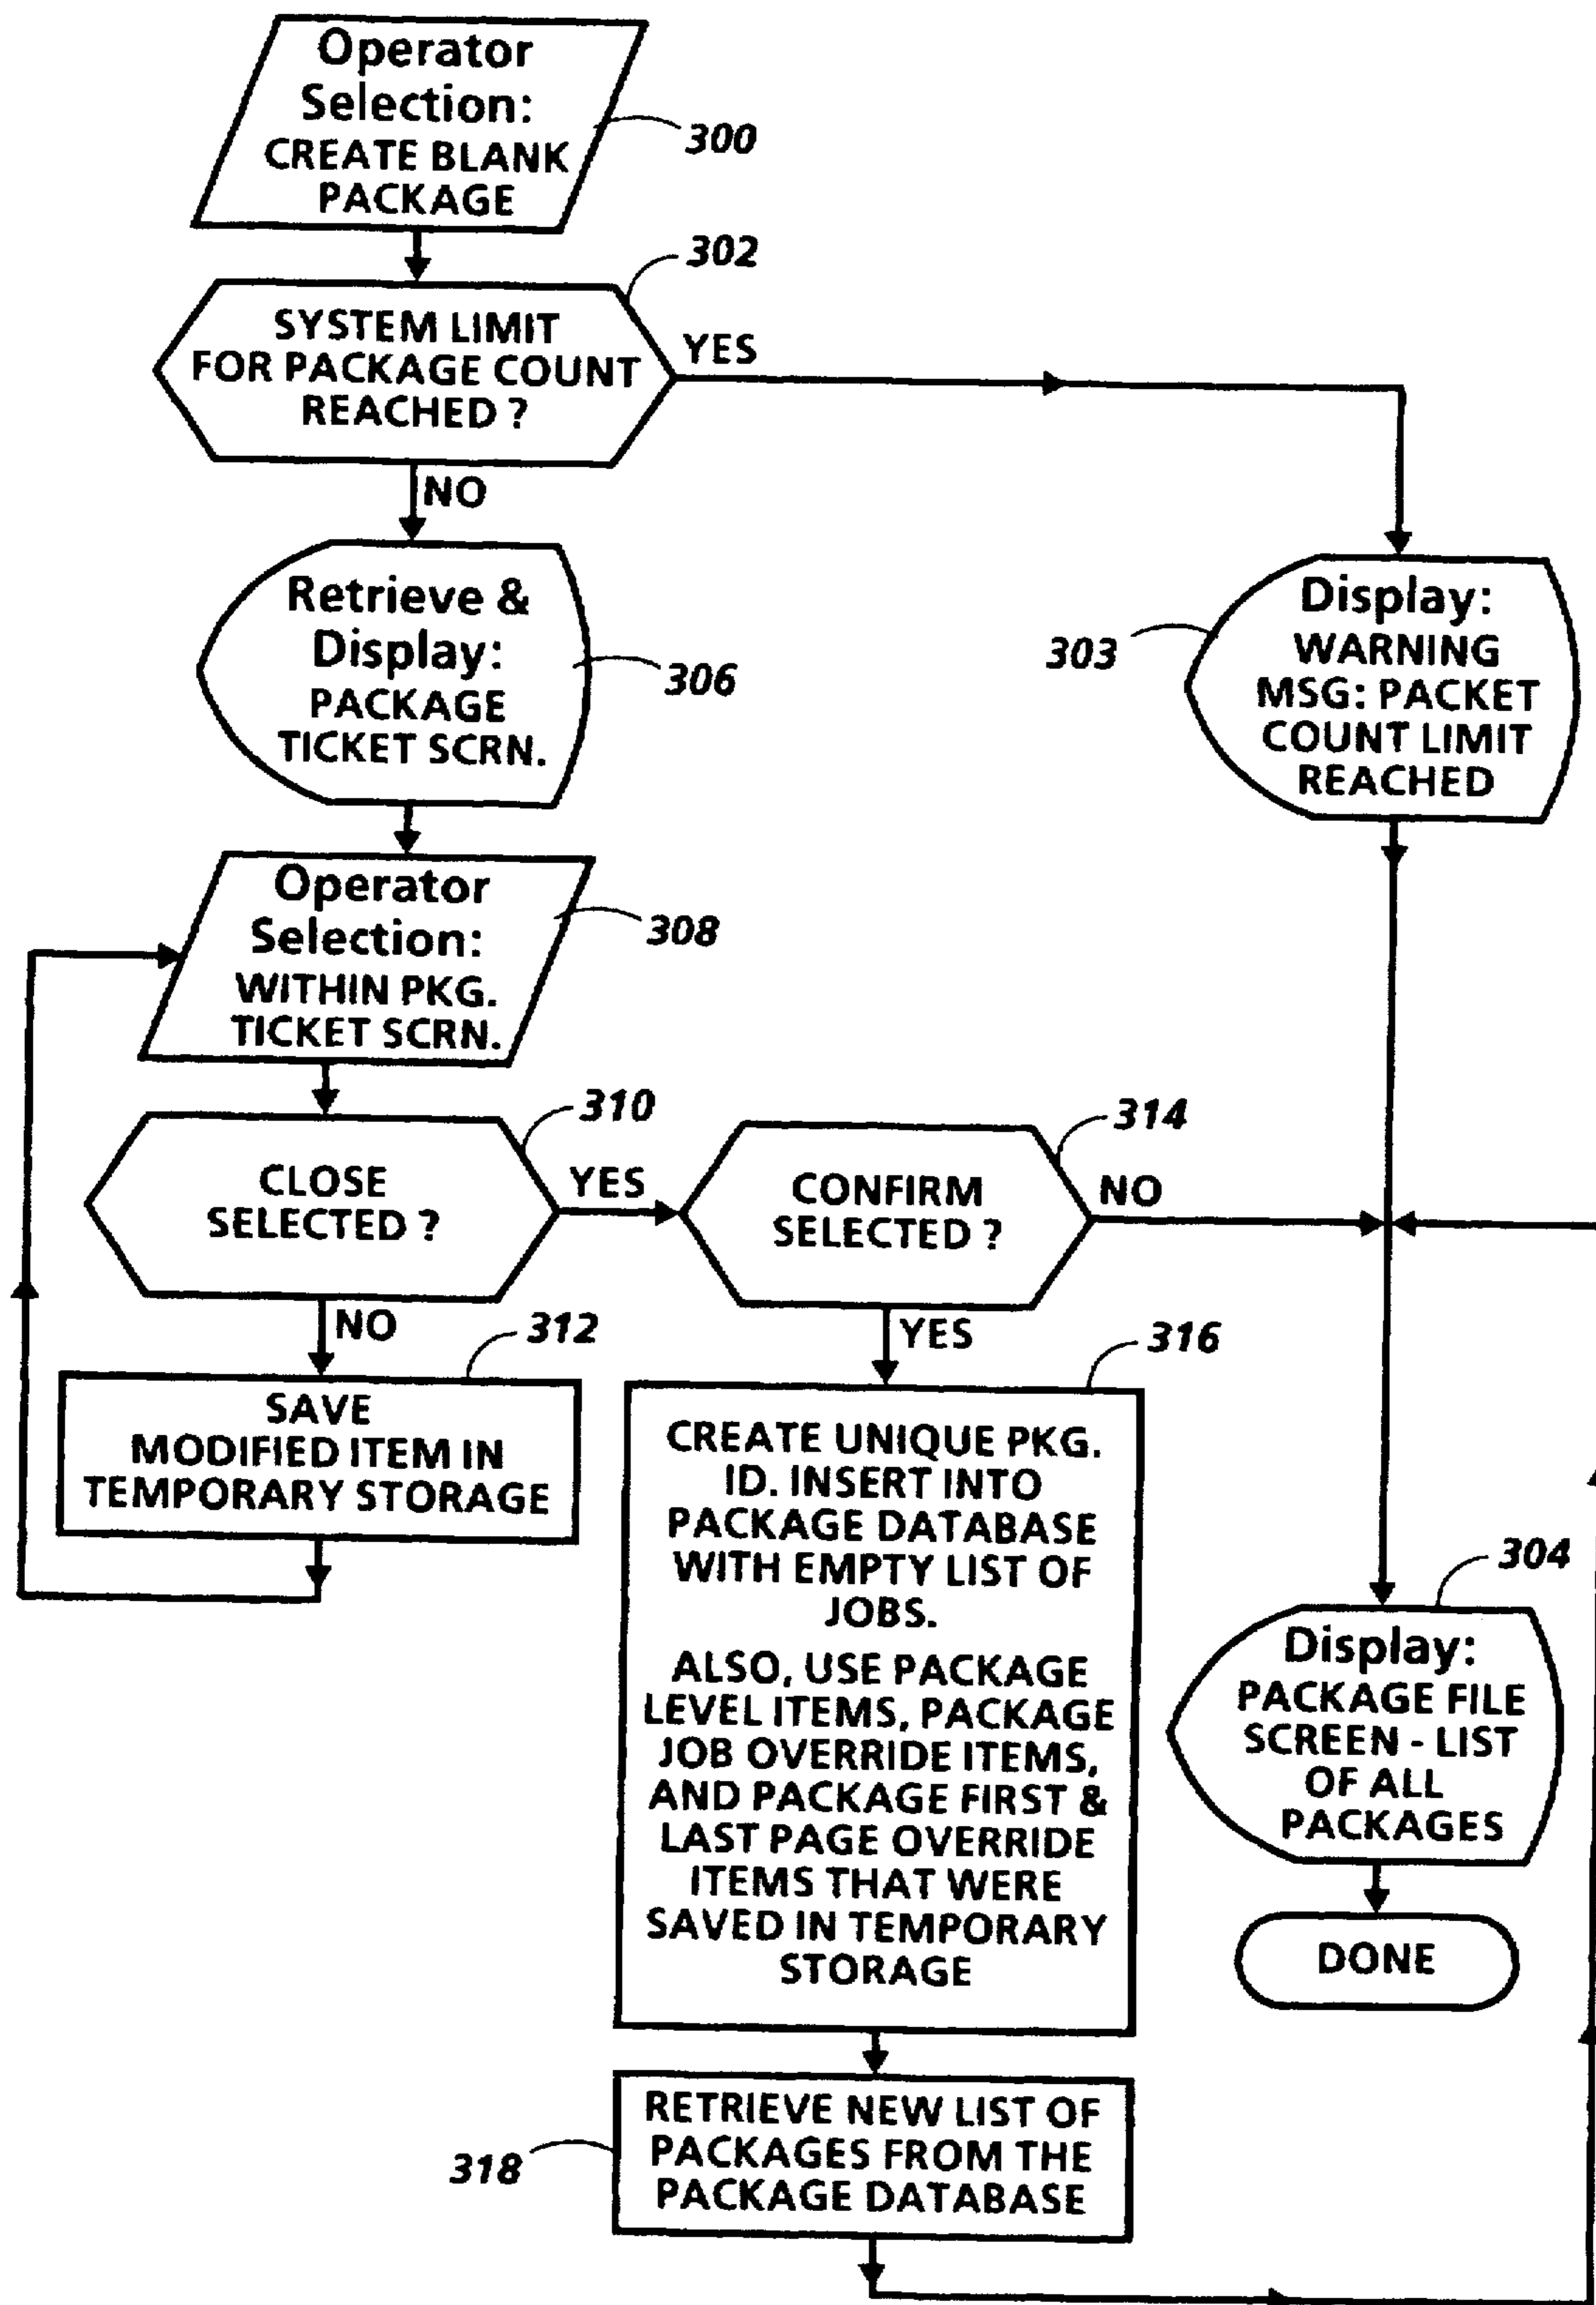 Operator
Selection:
CREATE BLANK
PACKAGE
300
302
SYSTEM LIMIT
FOR PACKAGE COUNT
REACHED ?
YES
NO
Retrieve &
Display:
PACKAGE
TICKET SCRN.
306
303
Display:
WARNING
MSG: PACKET
COUNT LIMIT
REACHED
Operator
Selection:
WITHIN PKG.
TICKET SCRN.
308
310
CLOSE
SELECTED ?
YES
NO
314
CONFIRM
SELECTED ?
NO
YES
312
SAVE
MODIFIED ITEM IN
TEMPORARY STORAGE
316
CREATE UNIQUE PKG.
ID. INSERT INTO
PACKAGE DATABASE
WITH EMPTY LIST OF
JOBS.
ALSO, USE PACKAGE
LEVEL ITEMS, PACKAGE
JOB OVERRIDE ITEMS,
AND PACKAGE FIRST &
LAST PAGE OVERRIDE
ITEMS THAT WERE
SAVED IN TEMPORARY
STORAGE
304
Display:
PACKAGE FILE
SCREEN - LIST
OF ALL
PACKAGES
DONE
318
RETRIEVE NEW LIST OF
PACKAGES FROM THE
PACKAGE DATABASE